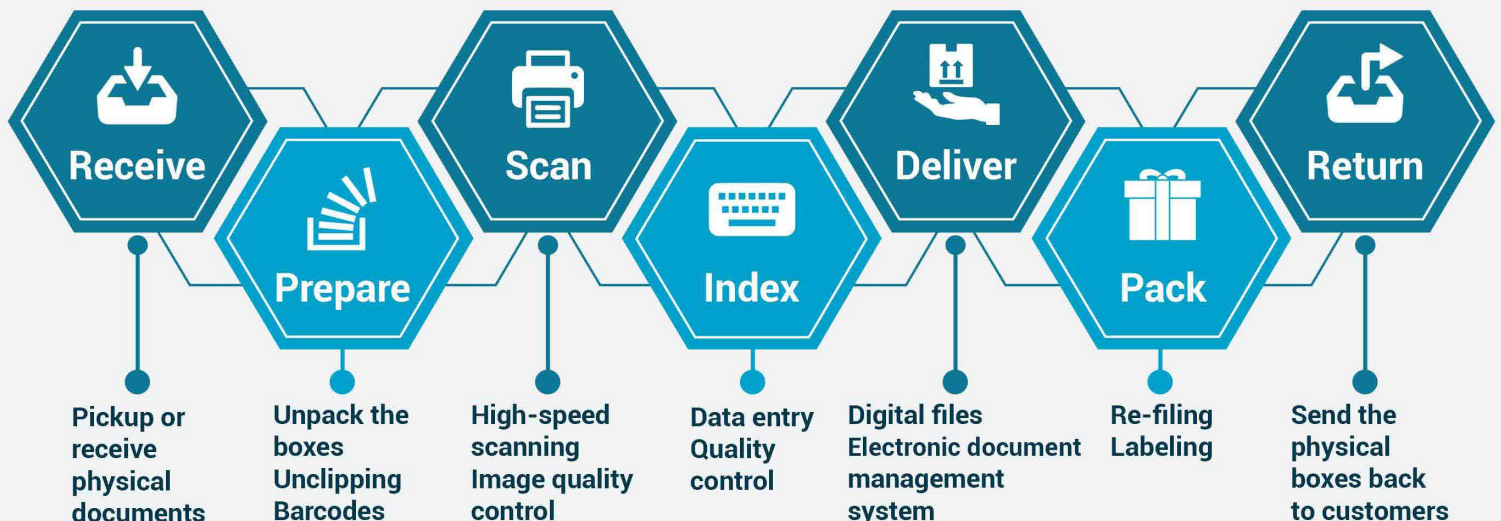 Receive
Pickup or
receive
physical
documents
Prepare
Unpack the
boxes
Unclipping
Barcodes
Scan
High-speed
scanning
Image quality
control
Index
Data entry
Quality
control
Deliver
Digital files
Electronic document
management
system
Pack
Re-filing
Labeling
Return
Send the
physical
boxes back
to customers